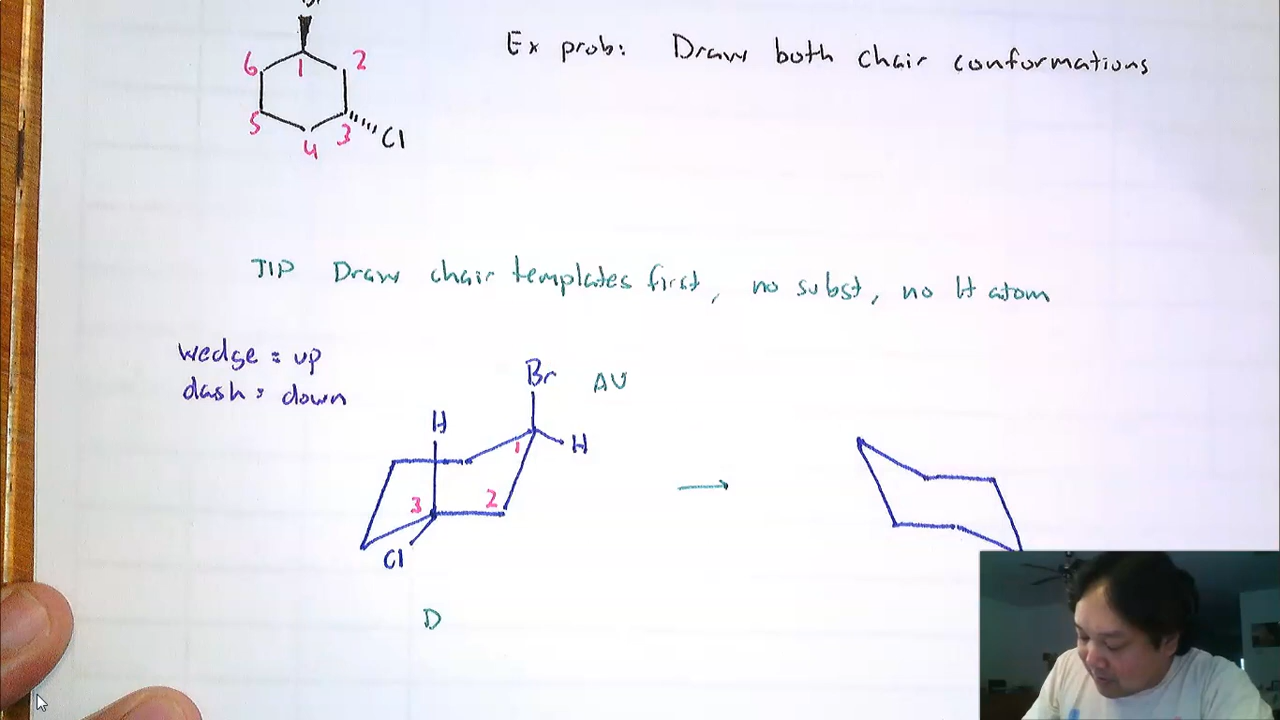 6 1 2
5 4 3 Cl
Ex prob: Draw both chair conformations
TIP Draw chair templates first, no subst, no H atom
wedge = up
dash = down
Br AU
H
1 H
3 2
Cl
D